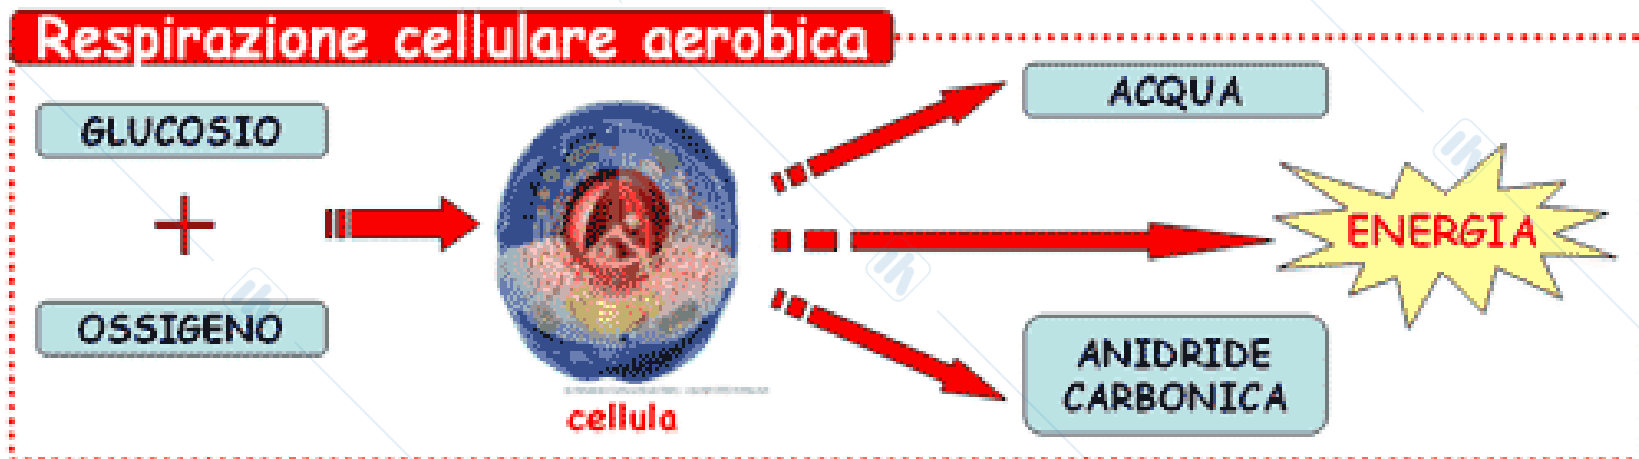 Respirazione cellulare aerobica
GLUCOSIO
+
OSSIGENO
cellula
ACQUA
ENERGIA
ANIDRIDE
CARBONICA